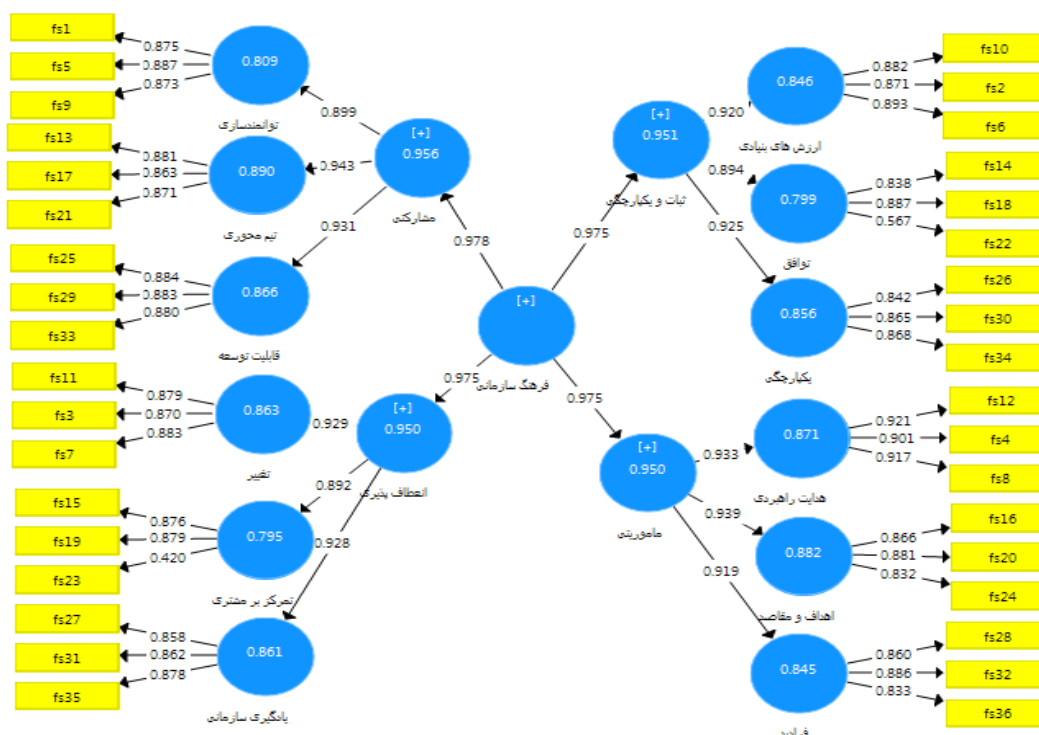 fs1
fs5
fs9
0.875
0.887
0.873
0.809
توانمندسازی
0.899
fs13
fs17
fs21
0.881
0.863
0.871
0.890
تیم محوری
0.943
fs25
fs29
fs33
0.884
0.883
0.880
0.866
قابلیت توسعه
0.931
[+]
0.956
مشارکتی
0.978
fs11
fs3
fs7
0.879
0.870
0.883
0.863
تغییر
0.929
fs15
fs19
fs23
0.876
0.879
0.420
0.795
تمرکز بر مشتری
0.892
fs27
fs31
fs35
0.858
0.862
0.878
0.861
یادگیری سازمانی
0.928
[+]
0.950
انعطاف پذیری
0.975
[+]
فرهنگ سازمانی
0.975
[+]
0.951
ثبات و یکپارچگی
0.920
0.846
ارزش های بنیادی
0.882
0.871
0.893
fs10
fs2
fs6
0.894
0.799
توافق
0.838
0.887
0.567
fs14
fs18
fs22
0.925
0.856
یکپارچگی
0.842
0.865
0.868
fs26
fs30
fs34
0.975
[+]
0.950
ماموریتی
0.933
0.871
هدایت راهبردی
0.921
0.901
0.917
fs12
fs4
fs8
0.939
0.882
اهداف و مقاصد
0.866
0.881
0.832
fs16
fs20
fs24
0.919
0.845
0.860
0.886
0.833
fs28
fs32
fs36